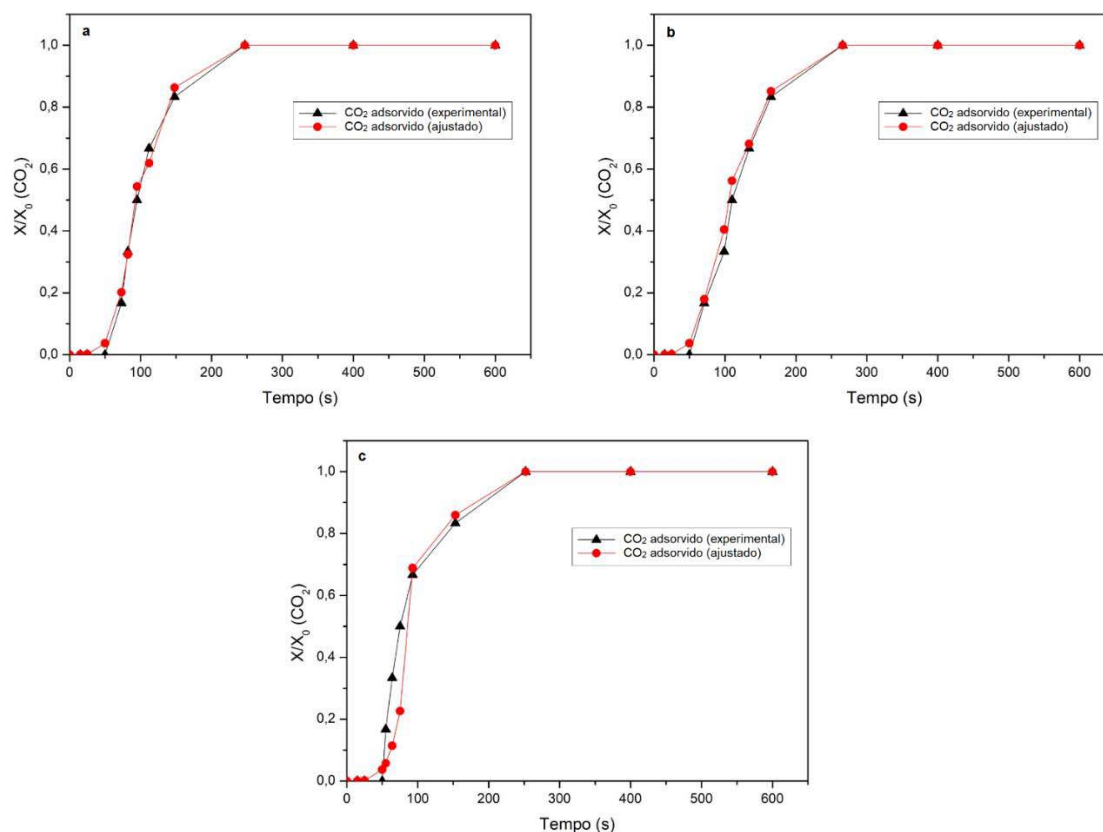 a
1,0
0,8
0,6
0,4
0,2
0,0
X/X₀ (CO₂)
CO₂ adsorvido (experimental)
CO₂ adsorvido (ajustado)
0 100 200 300 400 500 600
Tempo (s)
b
1,0
0,8
0,6
0,4
0,2
0,0
X/X₀ (CO₂)
CO₂ adsorvido (experimental)
CO₂ adsorvido (ajustado)
0 100 200 300 400 500 600
Tempo (s)
c
1,0
0,8
0,6
0,4
0,2
0,0
X/X₀ (CO₂)
CO₂ adsorvido (experimental)
CO₂ adsorvido (ajustado)
0 100 200 300 400 500 600
Tempo (s)